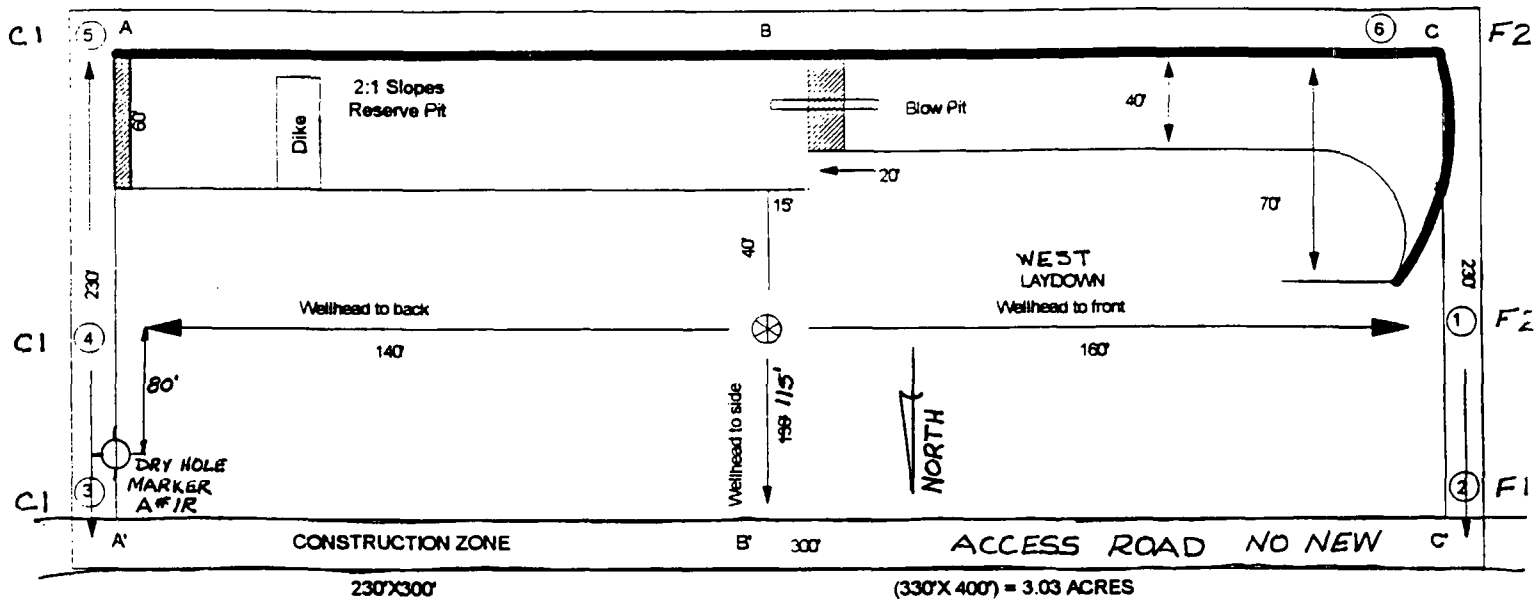 C1 ⑤ A B ⑥ C F2
2:1 Slopes
Reserve Pit
60'
Dike
Blow Pit
40'
20'
15'
70'
40'
WEST
LAYDOWN
230'
230'
Wellhead to back
Wellhead to front
C1 ④
① F2
140'
160'
80'
Wellhead to side
115'
NORTH
DRY HOLE
MARKER
A#1R
C1 ③
② F1
A' CONSTRUCTION ZONE B' 300' ACCESS ROAD NO NEW C'
230'X300' (330'X 400') = 3.03 ACRES